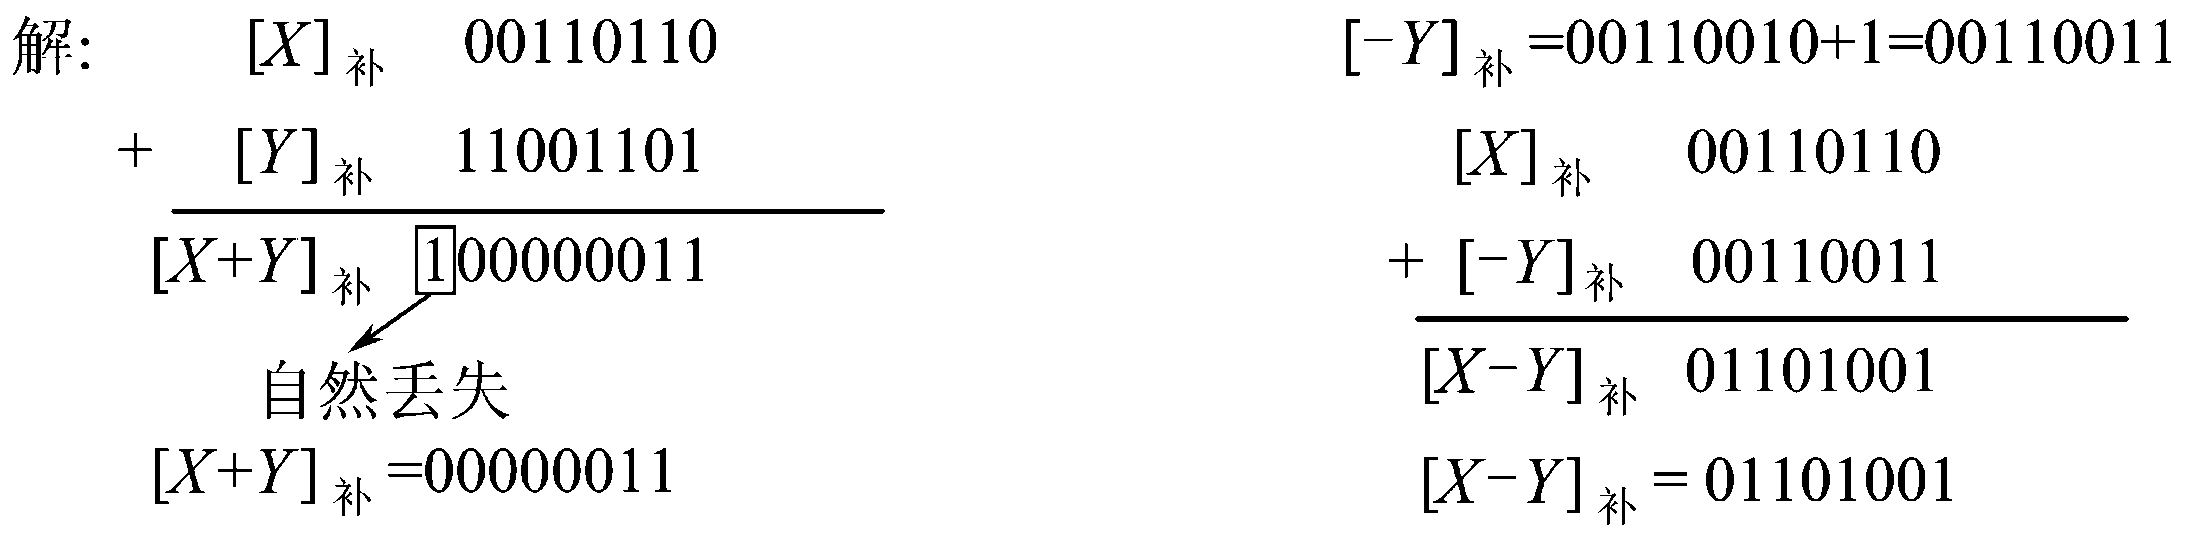 解: [X]补 00110110
+ [Y]补 11001101
[X+Y]补 100000011
自然丢失
[X+Y]补=00000011
[-Y]补=00110010+1=00110011
[X]补 00110110
+ [-Y]补 00110011
[X-Y]补 01101001
[X-Y]补= 01101001